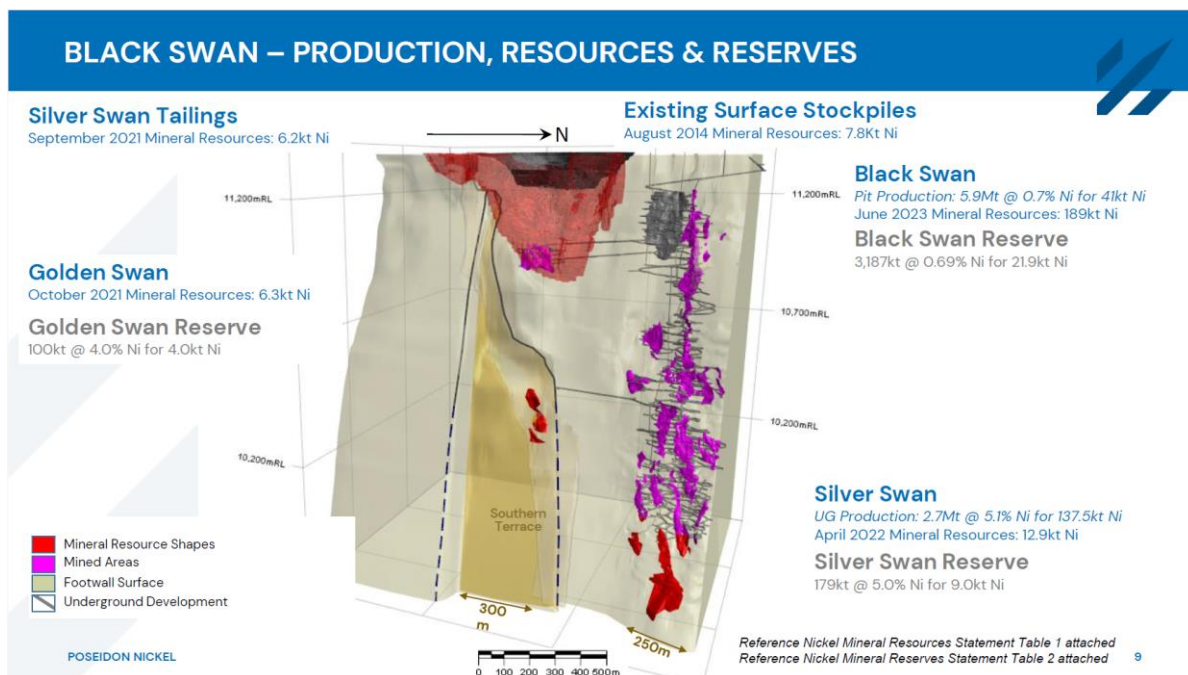 BLACK SWAN – PRODUCTION, RESOURCES & RESERVES
Silver Swan Tailings
September 2021 Mineral Resources: 6.2kt Ni
Existing Surface Stockpiles
August 2014 Mineral Resources: 7.8Kt Ni
N
11,200mRL
11,200mRL
Black Swan
Pit Production: 5.9Mt @ 0.7% Ni for 41kt Ni
June 2023 Mineral Resources: 189kt Ni
Black Swan Reserve
3,187kt @ 0.69% Ni for 21.9kt Ni
Golden Swan
October 2021 Mineral Resources: 6.3kt Ni
Golden Swan Reserve
100kt @ 4.0% Ni for 4.0kt Ni
10,700mRL
10,200mRL
10,200mRL
Southern
Terrace
Silver Swan
UG Production: 2.7Mt @ 5.1% Ni for 137.5kt Ni
April 2022 Mineral Resources: 12.9kt Ni
Silver Swan Reserve
179kt @ 5.0% Ni for 9.0kt Ni
Mineral Resource Shapes
Mined Areas
Footwall Surface
Underground Development
300
m
250m
0 100 200 300 400 500m
Reference Nickel Mineral Resources Statement Table 1 attached
Reference Nickel Mineral Reserves Statement Table 2 attached
POSEIDON NICKEL
9